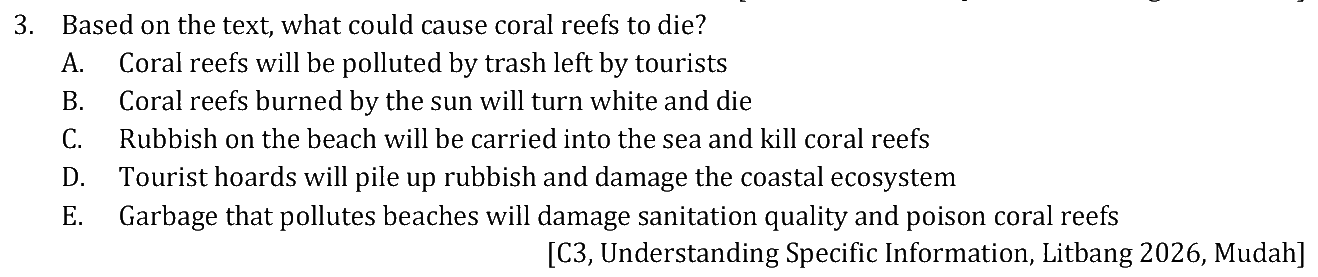 3. Based on the text, what could cause coral reefs to die?
A. Coral reefs will be polluted by trash left by tourists
B. Coral reefs burned by the sun will turn white and die
C. Rubbish on the beach will be carried into the sea and kill coral reefs
D. Tourist hoards will pile up rubbish and damage the coastal ecosystem
E. Garbage that pollutes beaches will damage sanitation quality and poison coral reefs
[C3, Understanding Specific Information, Litbang 2026, Mudah]